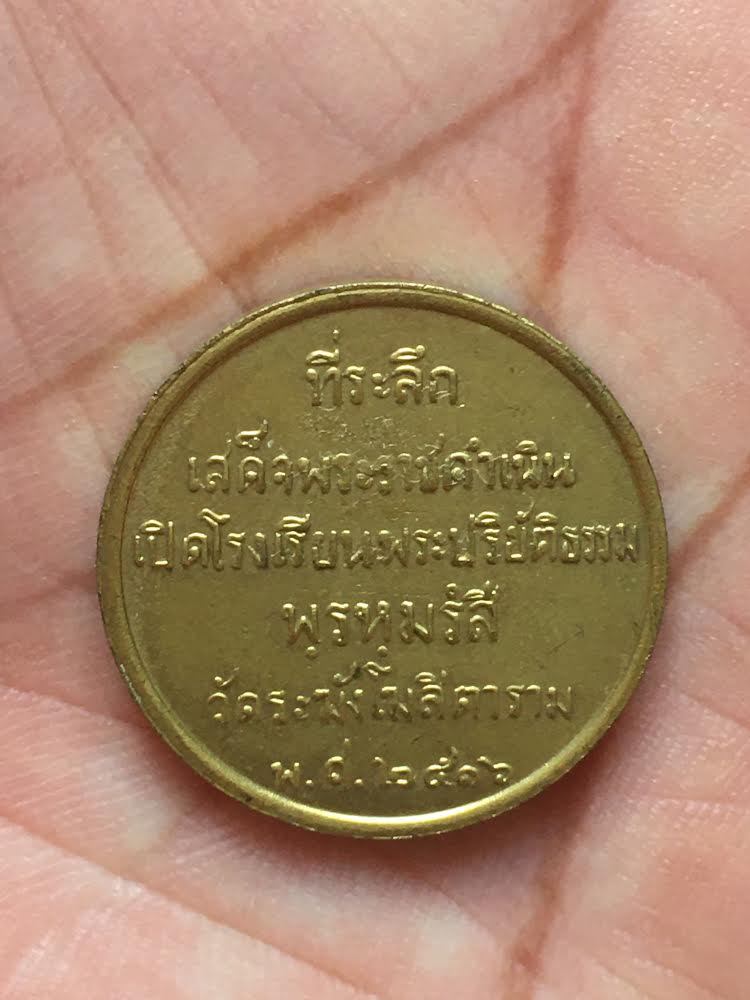 ที่ระลึก
เสด็จพระราชดำเนิน
เปิดโรงเรียนพระปริยัติธรรม
พฺรหฺมรํสี
วัดระฆังโฆสิตาราม
พ.ศ.๒๕๑๖